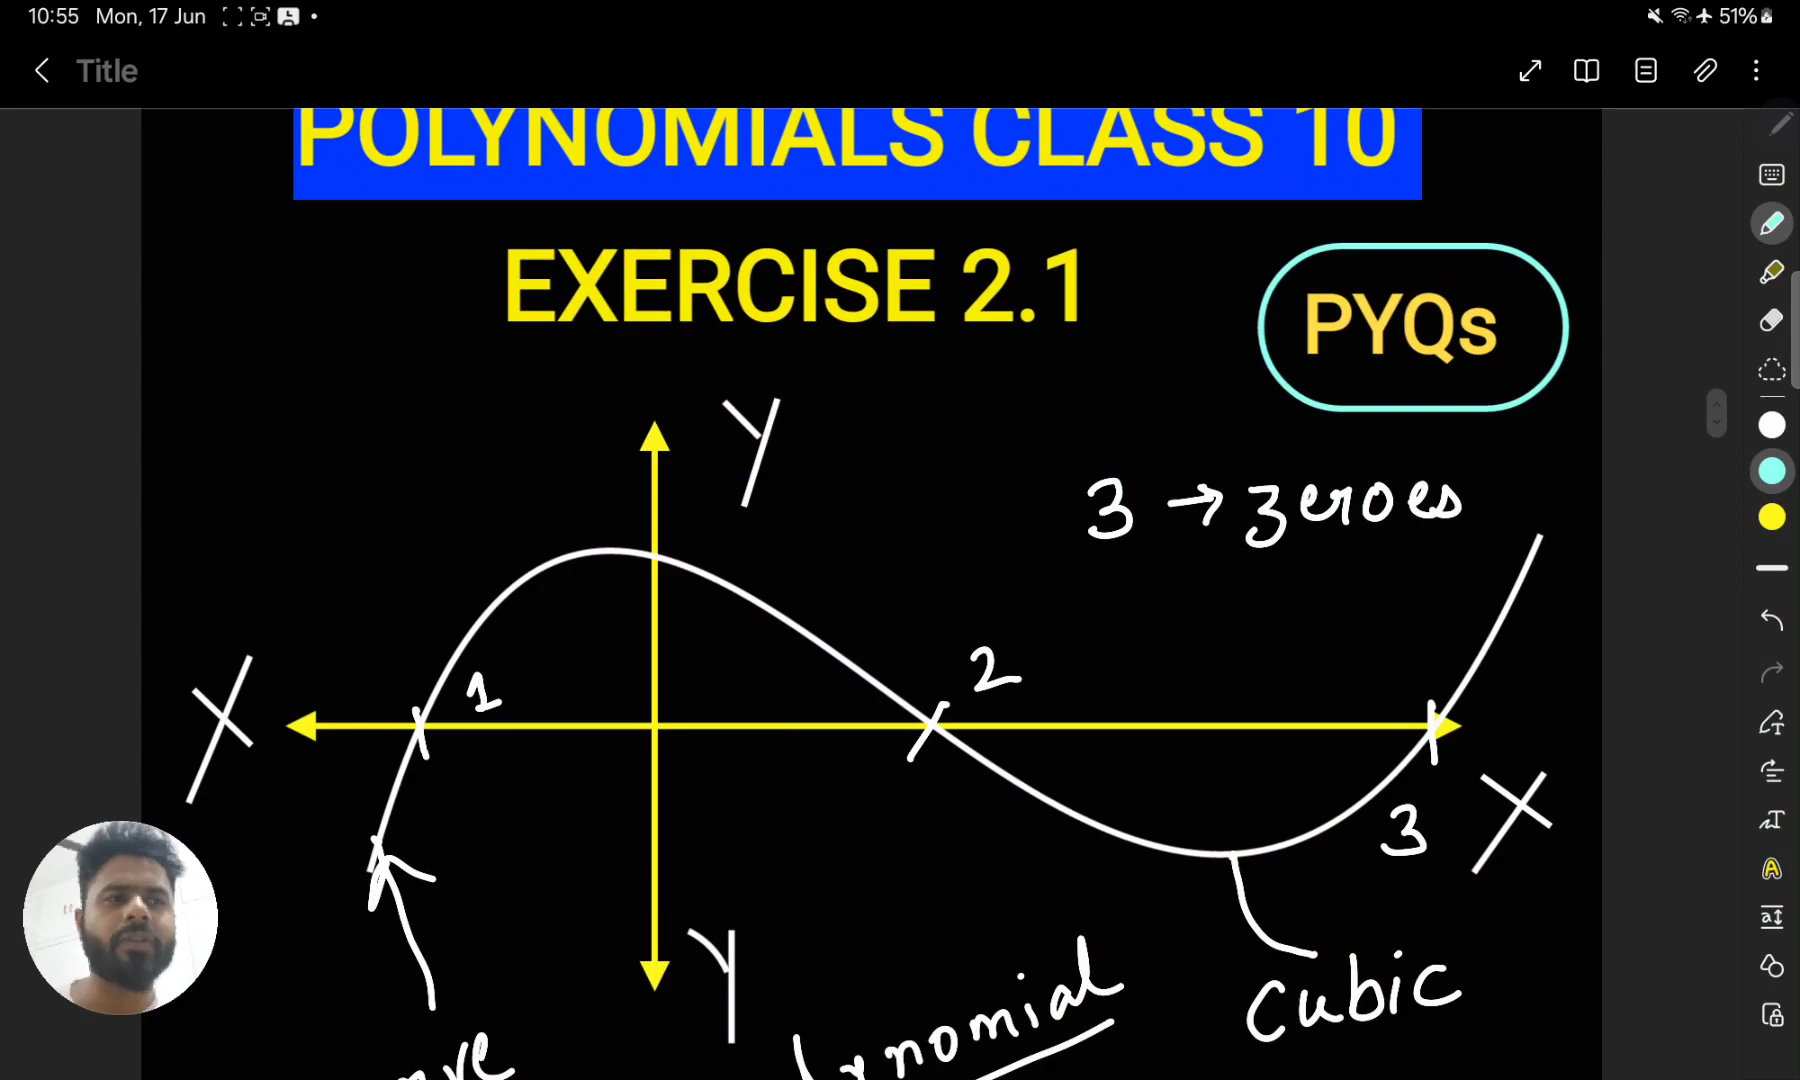 10:55 Mon, 17 Jun 51%
Title
POLYNOMIALS CLASS 10
EXERCISE 2.1
PYQs
Y
3 → zeroes
1
2
X
3
X
Y
cubic